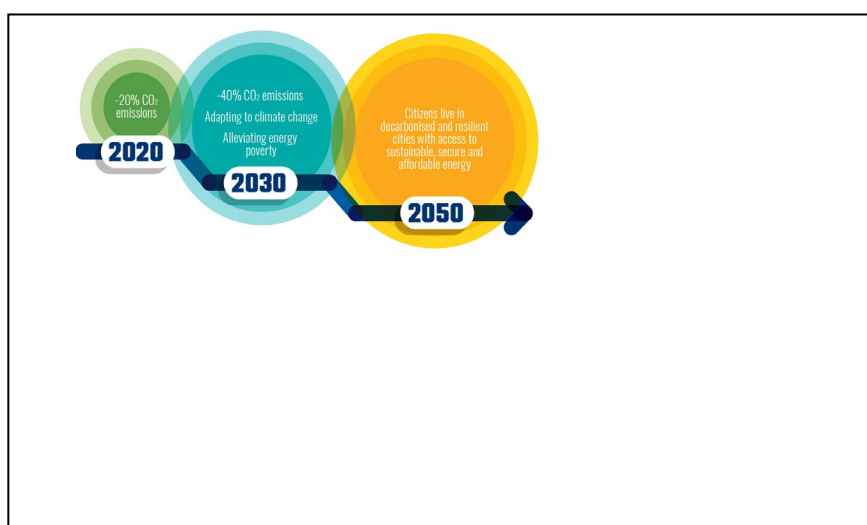 -20% CO₂
emissions
2020
-40% CO₂ emissions
Adapting to climate change
Alleviating energy
poverty
2030
Citizens live in
decarbonised and resilient
cities with access to
sustainable, secure and
affordable energy
2050